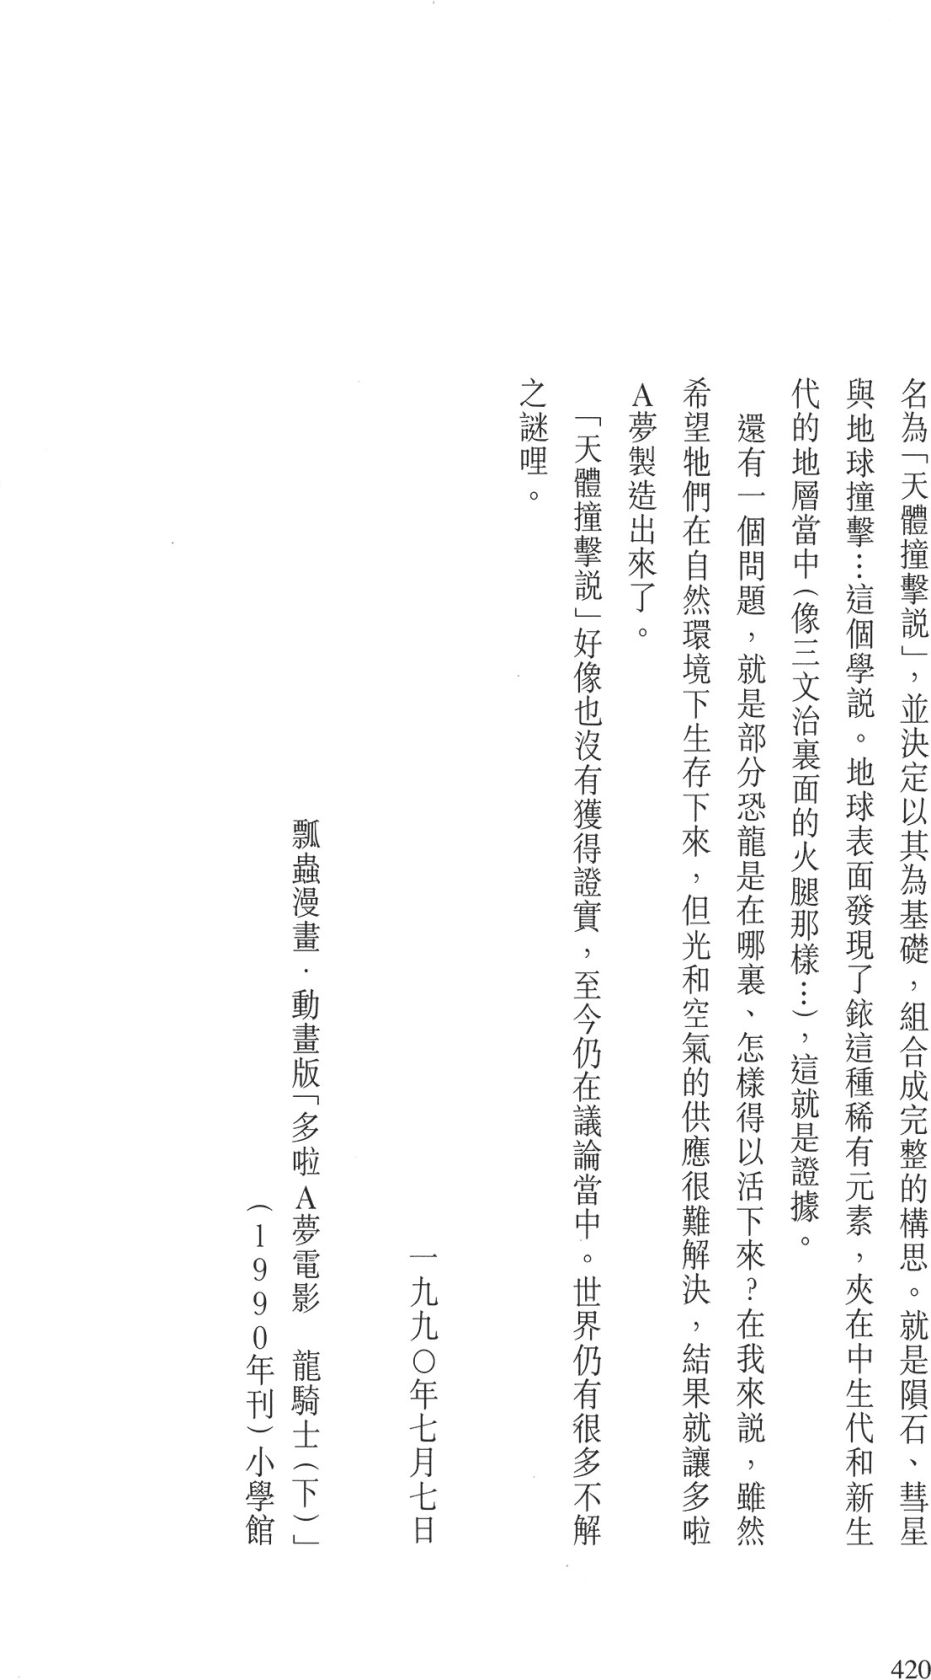 名為「天體撞擊説」，並決定以其為基礎，組合成完整的構思。就是隕石、彗星
與地球撞擊…這個學説。地球表面發現了銥這種稀有元素，夾在中生代和新生
代的地層當中（像三文治裏面的火腿那樣…），這就是證據。
還有一個問題，就是部分恐龍是在哪裏、怎樣得以活下來？在我來説，雖然
希望牠們在自然環境下生存下來，但光和空氣的供應很難解決，結果就讓多啦
A夢製造出來了。
「天體撞擊説」好像也沒有獲得證實，至今仍在議論當中。世界仍有很多不解
之謎哩。
一九九〇年七月七日
瓢蟲漫畫．動畫版「多啦A夢電影　龍騎士（下）」
（1990年刊）小學館
420